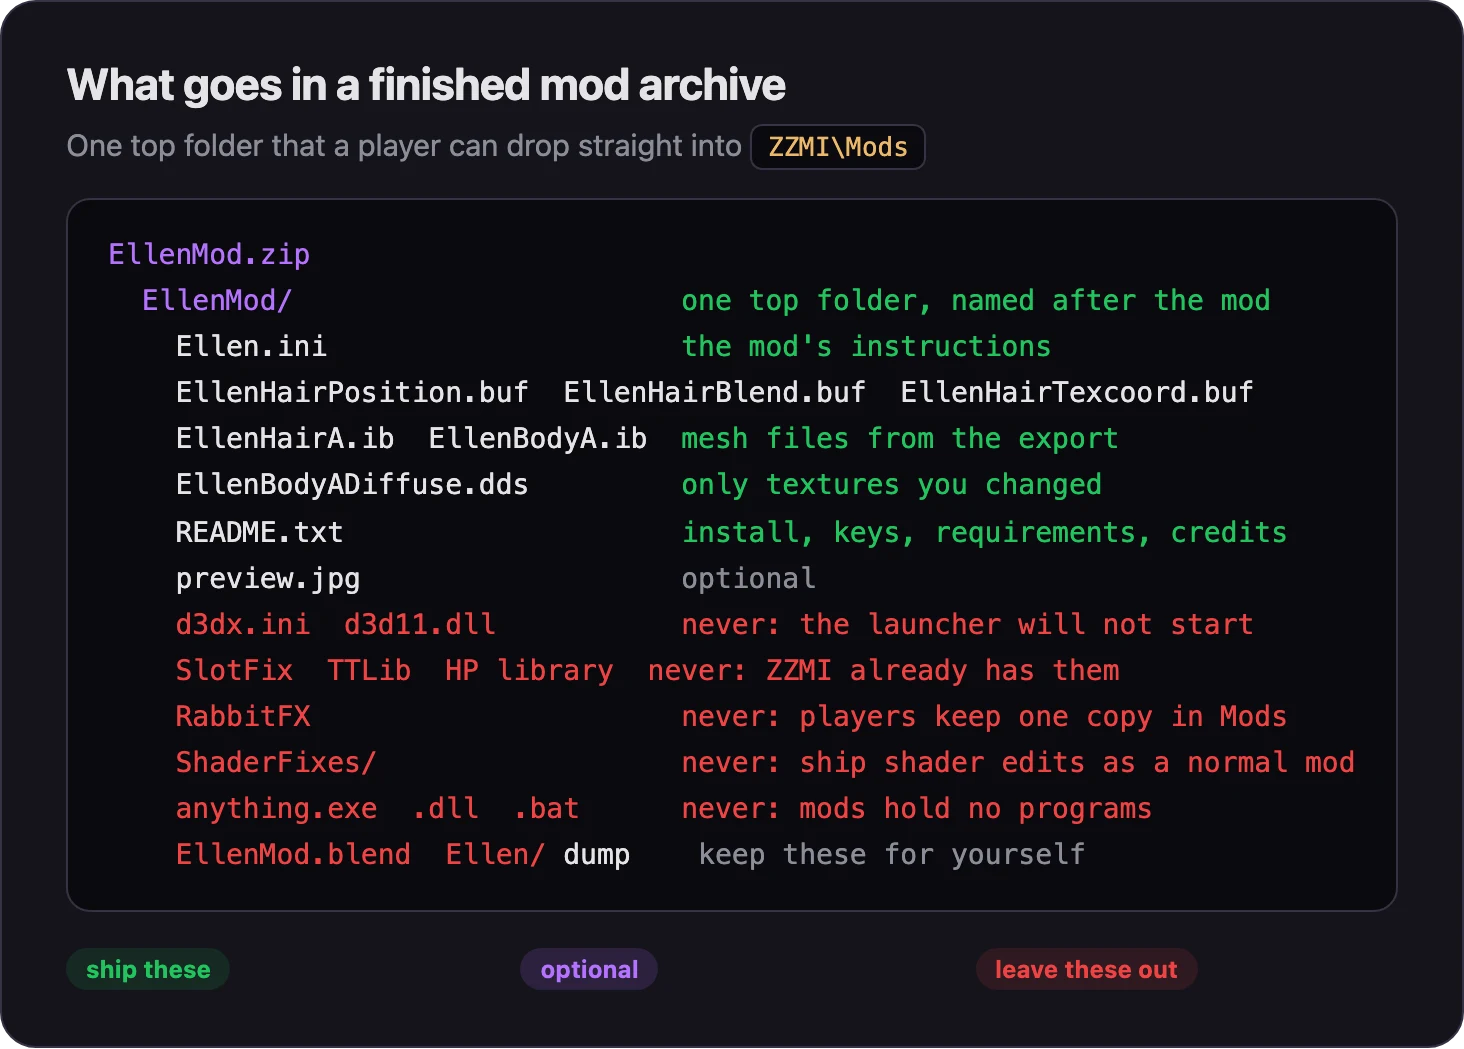 What goes in a finished mod archive
One top folder that a player can drop straight into ZZMI\Mods
EllenMod.zip
EllenMod/ one top folder, named after the mod
Ellen.ini the mod's instructions
EllenHairPosition.buf EllenHairBlend.buf EllenHairTexcoord.buf
EllenHairA.ib EllenBodyA.ib mesh files from the export
EllenBodyADiffuse.dds only textures you changed
README.txt install, keys, requirements, credits
preview.jpg optional
d3dx.ini d3d11.dll never: the launcher will not start
SlotFix TTLib HP library never: ZZMI already has them
RabbitFX never: players keep one copy in Mods
ShaderFixes/ never: ship shader edits as a normal mod
anything.exe .dll .bat never: mods hold no programs
EllenMod.blend Ellen/ dump keep these for yourself
ship these optional leave these out